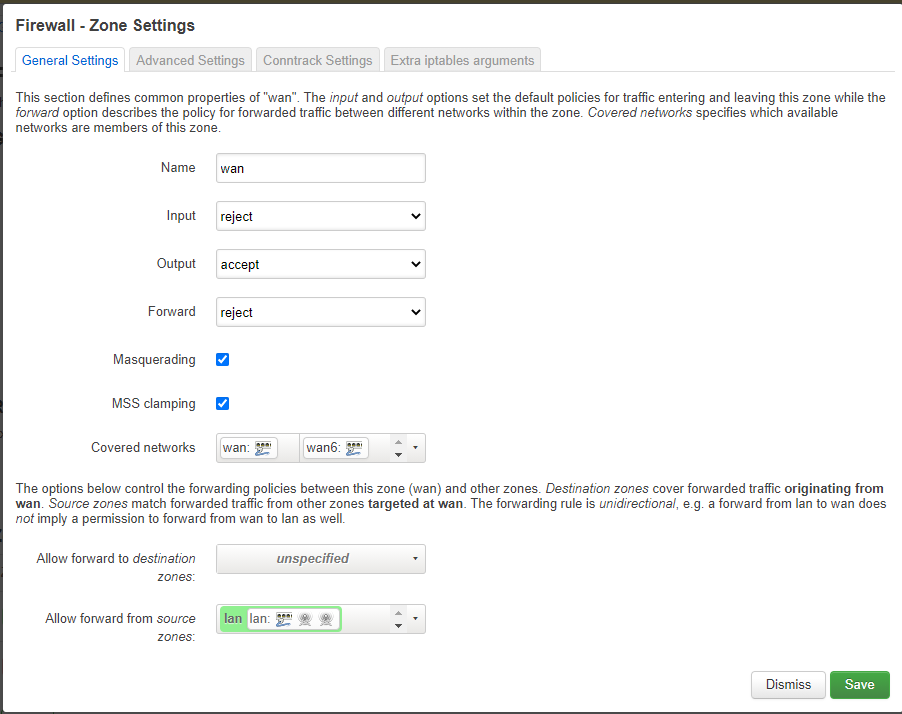 Firewall - Zone Settings
General Settings Advanced Settings Conntrack Settings Extra iptables arguments
This section defines common properties of "wan". The input and output options set the default policies for traffic entering and leaving this zone while the
forward option describes the policy for forwarded traffic between different networks within the zone. Covered networks specifies which available
networks are members of this zone.
Name wan
Input reject
Output accept
Forward reject
Masquerading
MSS clamping
Covered networks wan: wan6:
The options below control the forwarding policies between this zone (wan) and other zones. Destination zones cover forwarded traffic originating from
wan. Source zones match forwarded traffic from other zones targeted at wan. The forwarding rule is unidirectional, e.g. a forward from lan to wan does
not imply a permission to forward from wan to lan as well.
Allow forward to destination
zones:
unspecified
Allow forward from source
zones:
lan lan:
Dismiss Save